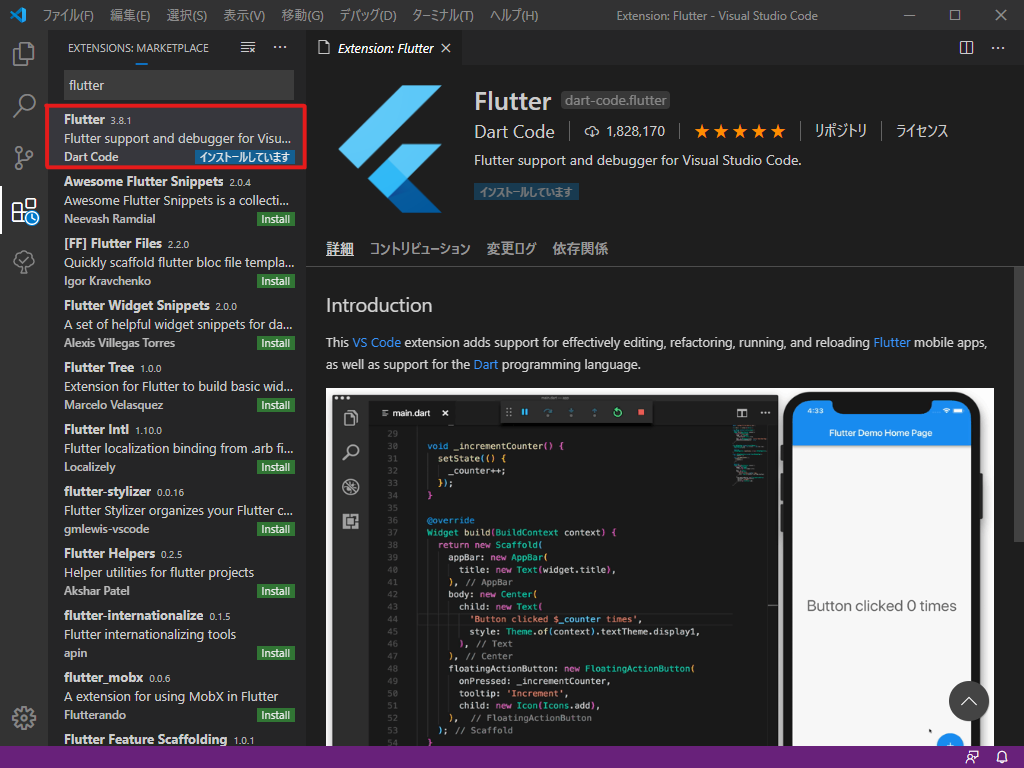 ファイル(F) 編集(E) 選択(S) 表示(V) 移動(G) デバッグ(D) ターミナル(T) ヘルプ(H) Extension: Flutter - Visual Studio Code
EXTENSIONS: MARKETPLACE
flutter
Flutter 3.8.1
Flutter support and debugger for Visu...
Dart Code インストールしています
Awesome Flutter Snippets 2.0.4
Awesome Flutter Snippets is a collecti...
Neevash Ramdial Install
[FF] Flutter Files 2.2.0
Quickly scaffold flutter bloc file templa...
Igor Kravchenko Install
Flutter Widget Snippets 2.0.0
A set of helpful widget snippets for da...
Alexis Villegas Torres Install
Flutter Tree 1.0.0
Extension for Flutter to build basic wid...
Marcelo Velasquez Install
Flutter Intl 1.10.0
Flutter localization binding from .arb fi...
Localizely Install
flutter-stylizer 0.0.16
Flutter Stylizer organizes your Flutter c...
gmlewis-vscode Install
Flutter Helpers 0.2.5
Helper utilities for flutter projects
Akshar Patel Install
flutter-internationalize 0.1.5
Flutter internationalizing tools
apin Install
flutter_mobx 0.0.6
A extension for using MobX in Flutter
Flutterando Install
Flutter Feature Scaffolding 1.0.1
Extension: Flutter
Flutter dart-code.flutter
Dart Code 1,828,170 リポジトリ ライセンス
Flutter support and debugger for Visual Studio Code.
インストールしています
詳細 コントリビューション 変更ログ 依存関係
Introduction
This VS Code extension adds support for effectively editing, refactoring, running, and reloading Flutter mobile apps,
as well as support for the Dart programming language.
main.dart
29
30 void _incrementCounter() {
31 setState(() {
32 _counter++;
33 });
34 }
35
36 @override
37 Widget build(BuildContext context) {
38 return new Scaffold(
39 appBar: new AppBar(
40 title: new Text(widget.title),
41 ), // AppBar
42 body: new Center(
43 child: new Text(
44 'Button clicked $_counter times',
45 style: Theme.of(context).textTheme.display1,
46 ), // Text
47 ), // Center
48 floatingActionButton: new FloatingActionButton(
49 onPressed: _incrementCounter,
50 tooltip: 'Increment',
51 child: new Icon(Icons.add),
52 ), // FloatingActionButton
53 ); // Scaffold
54 }
4:33
Flutter Demo Home Page
Button clicked 0 times